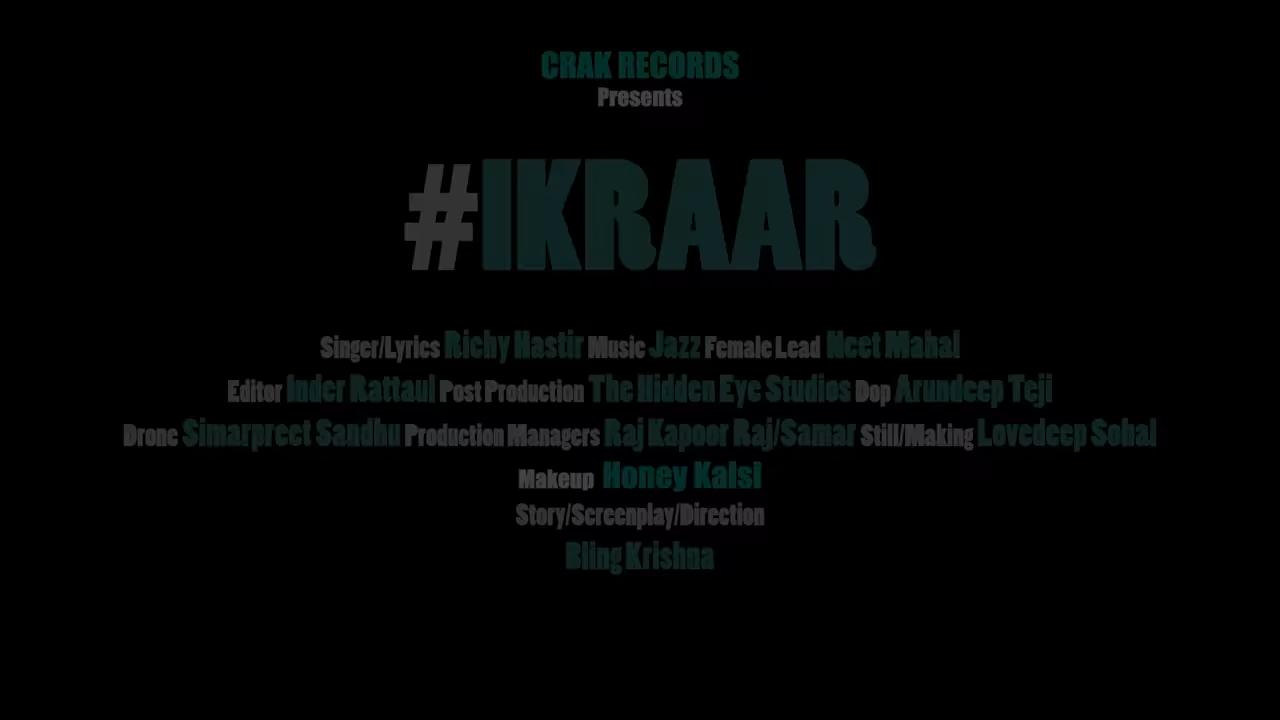 CRAK RECORDS
Presents
#IKRAAR
Singer/Lyrics Richy Hastir Music Jazz Female Lead Neet Mahal
Editor Inder Rattaul Post Production The Hidden Eye Studios Dop Arundeep Teji
Drone Simarpreet Sandhu Production Managers Raj Kapoor Raj/Samar Still/Making Lovedeep Sohal
Makeup Honey Kalsi
Story/Screenplay/Direction
Bling Krishna